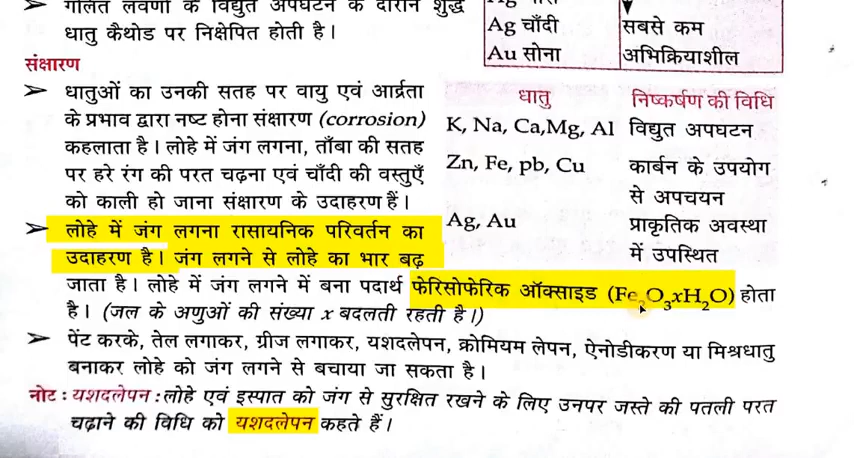 ➤ गलित लवणों के विद्युत अपघटन के दौरान शुद्ध
धातु कैथोड पर निक्षेपित होती है।
Ag चाँदी सबसे कम
Au सोना अभिक्रियाशील
संक्षारण
➤ धातुओं का उनकी सतह पर वायु एवं आर्द्रता
के प्रभाव द्वारा नष्ट होना संक्षारण (corrosion)
कहलाता है। लोहे में जंग लगना, ताँबा की सतह
पर हरे रंग की परत चढ़ना एवं चाँदी की वस्तुएँ
को काली हो जाना संक्षारण के उदाहरण हैं।
धातु निष्कर्षण की विधि
K, Na, Ca,Mg, Al विद्युत अपघटन
Zn, Fe, pb, Cu कार्बन के उपयोग
से अपचयन
Ag, Au प्राकृतिक अवस्था
में उपस्थित
➤ लोहे में जंग लगना रासायनिक परिवर्तन का
उदाहरण है। जंग लगने से लोहे का भार बढ़
जाता है। लोहे में जंग लगने में बना पदार्थ फेरिसोफेरिक ऑक्साइड (Fe₂O₃xH₂O) होता
है। (जल के अणुओं की संख्या x बदलती रहती है।)
➤ पेंट करके, तेल लगाकर, ग्रीज लगाकर, यशदलेपन, क्रोमियम लेपन, ऐनोडीकरण या मिश्रधातु
बनाकर लोहे को जंग लगने से बचाया जा सकता है।
नोट : यशदलेपन : लोहे एवं इस्पात को जंग से सुरक्षित रखने के लिए उनपर जस्ते की पतली परत
चढ़ाने की विधि को यशदलेपन कहते हैं।